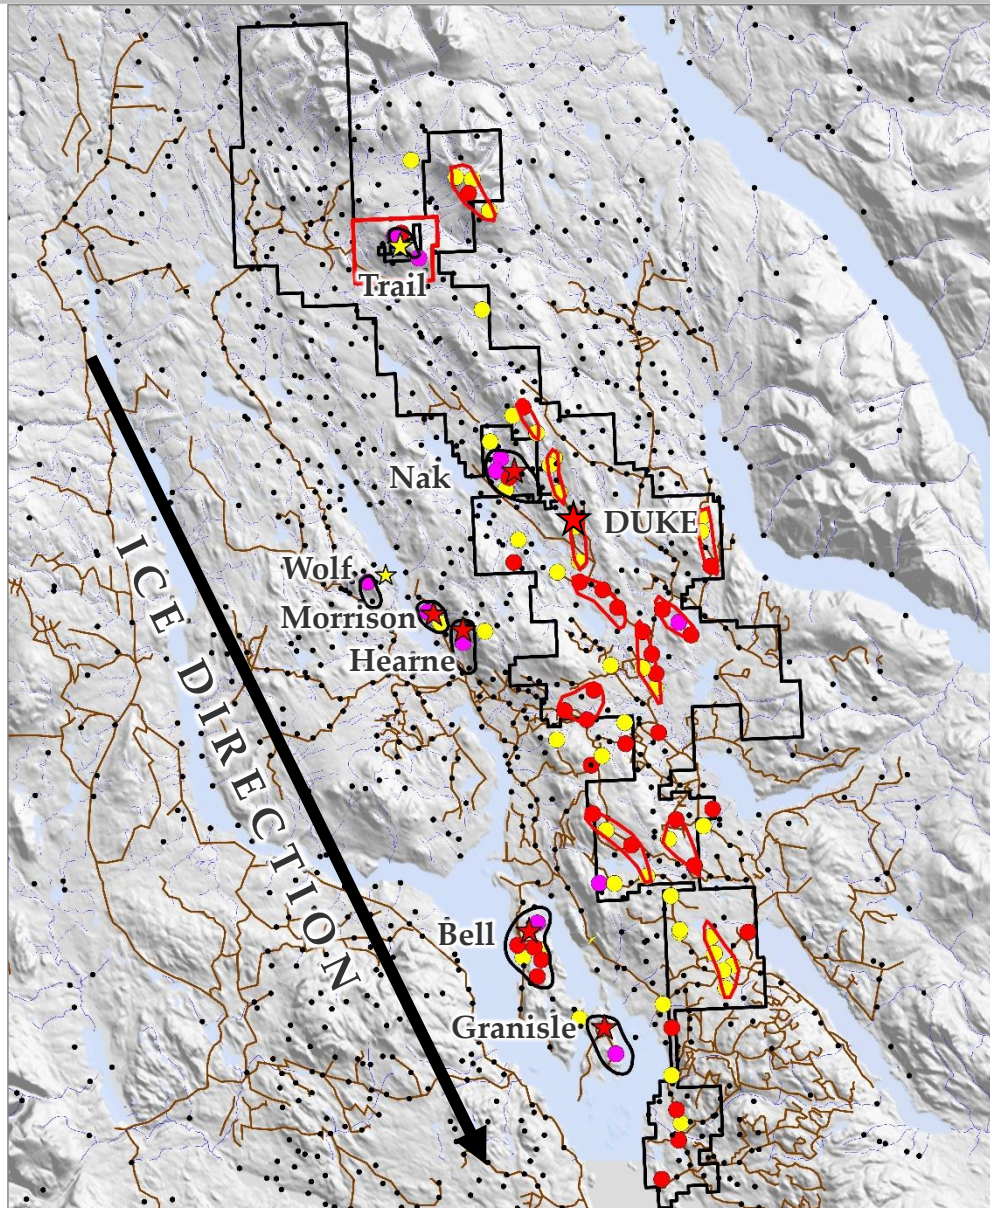 Trail
Nak
DUKE
Wolf
Morrison
Hearne
ICE DIRECTION
Bell
Granisle